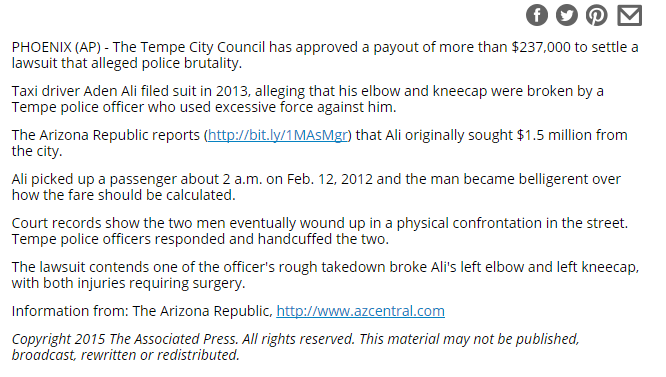 PHOENIX (AP) - The Tempe City Council has approved a payout of more than $237,000 to settle a
lawsuit that alleged police brutality.
Taxi driver Aden Ali filed suit in 2013, alleging that his elbow and kneecap were broken by a
Tempe police officer who used excessive force against him.
The Arizona Republic reports (http://bit.ly/1MAsMgr) that Ali originally sought $1.5 million from
the city.
Ali picked up a passenger about 2 a.m. on Feb. 12, 2012 and the man became belligerent over
how the fare should be calculated.
Court records show the two men eventually wound up in a physical confrontation in the street.
Tempe police officers responded and handcuffed the two.
The lawsuit contends one of the officer's rough takedown broke Ali's left elbow and left kneecap,
with both injuries requiring surgery.
Information from: The Arizona Republic, http://www.azcentral.com
Copyright 2015 The Associated Press. All rights reserved. This material may not be published,
broadcast, rewritten or redistributed.